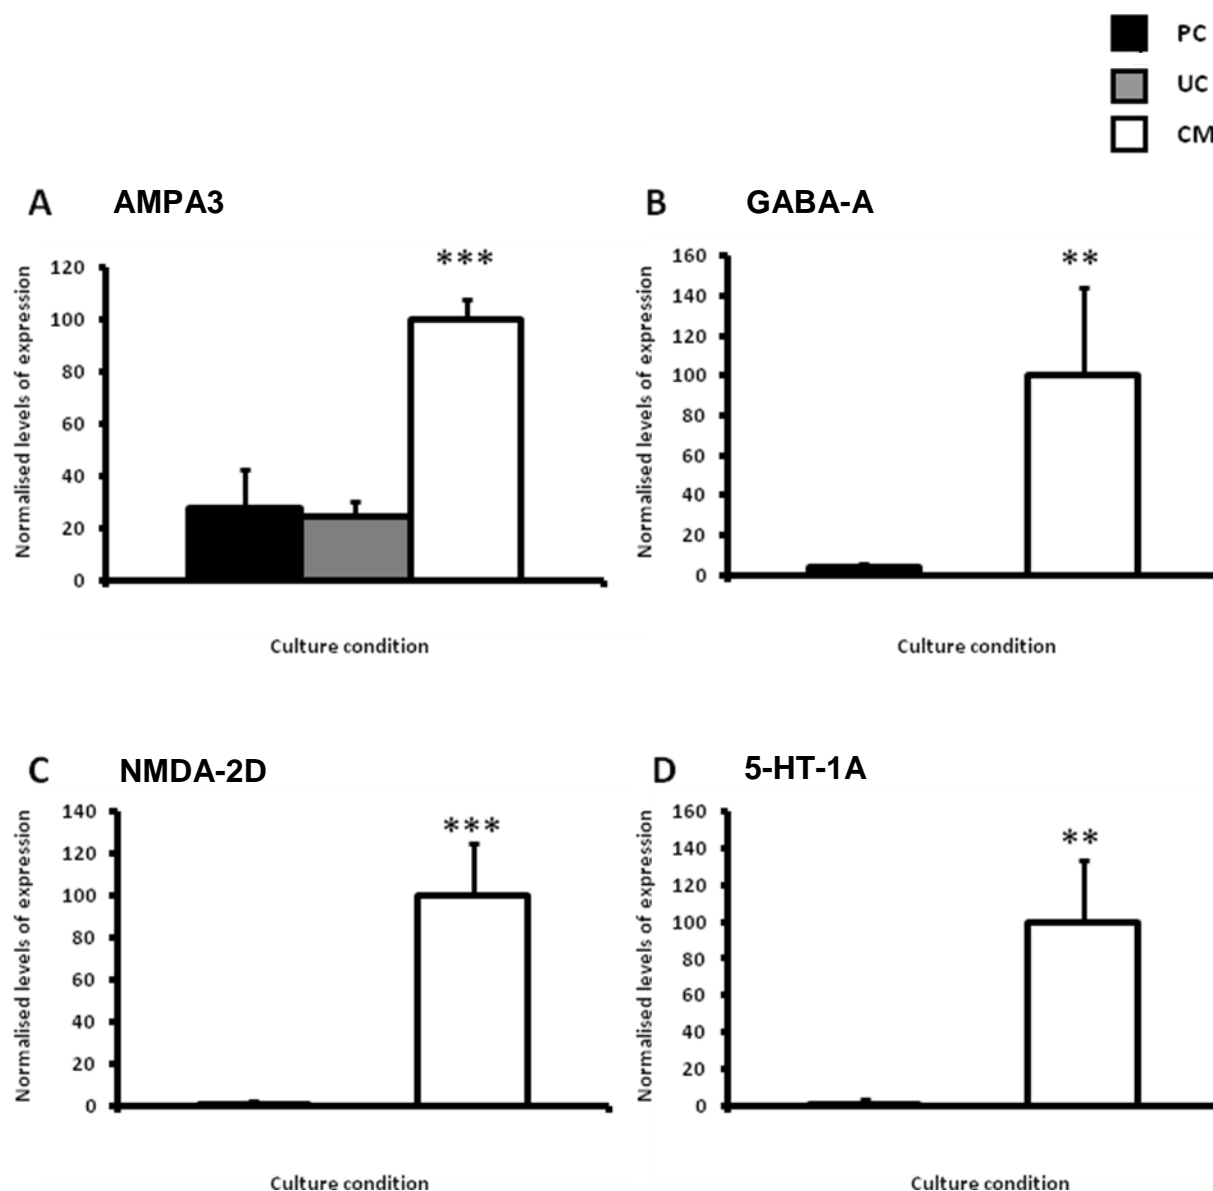 PC
UC
CM
A AMPA3
Normalised levels of expression
120
100
80
60
40
20
0
***
Culture condition
B GABA-A
Normalised levels of expression
160
140
120
100
80
60
40
20
0
**
Culture condition
C NMDA-2D
Normalised levels of expression
140
120
100
80
60
40
20
0
***
Culture condition
D 5-HT-1A
Normalised levels of expression
160
140
120
100
80
60
40
20
0
**
Culture condition